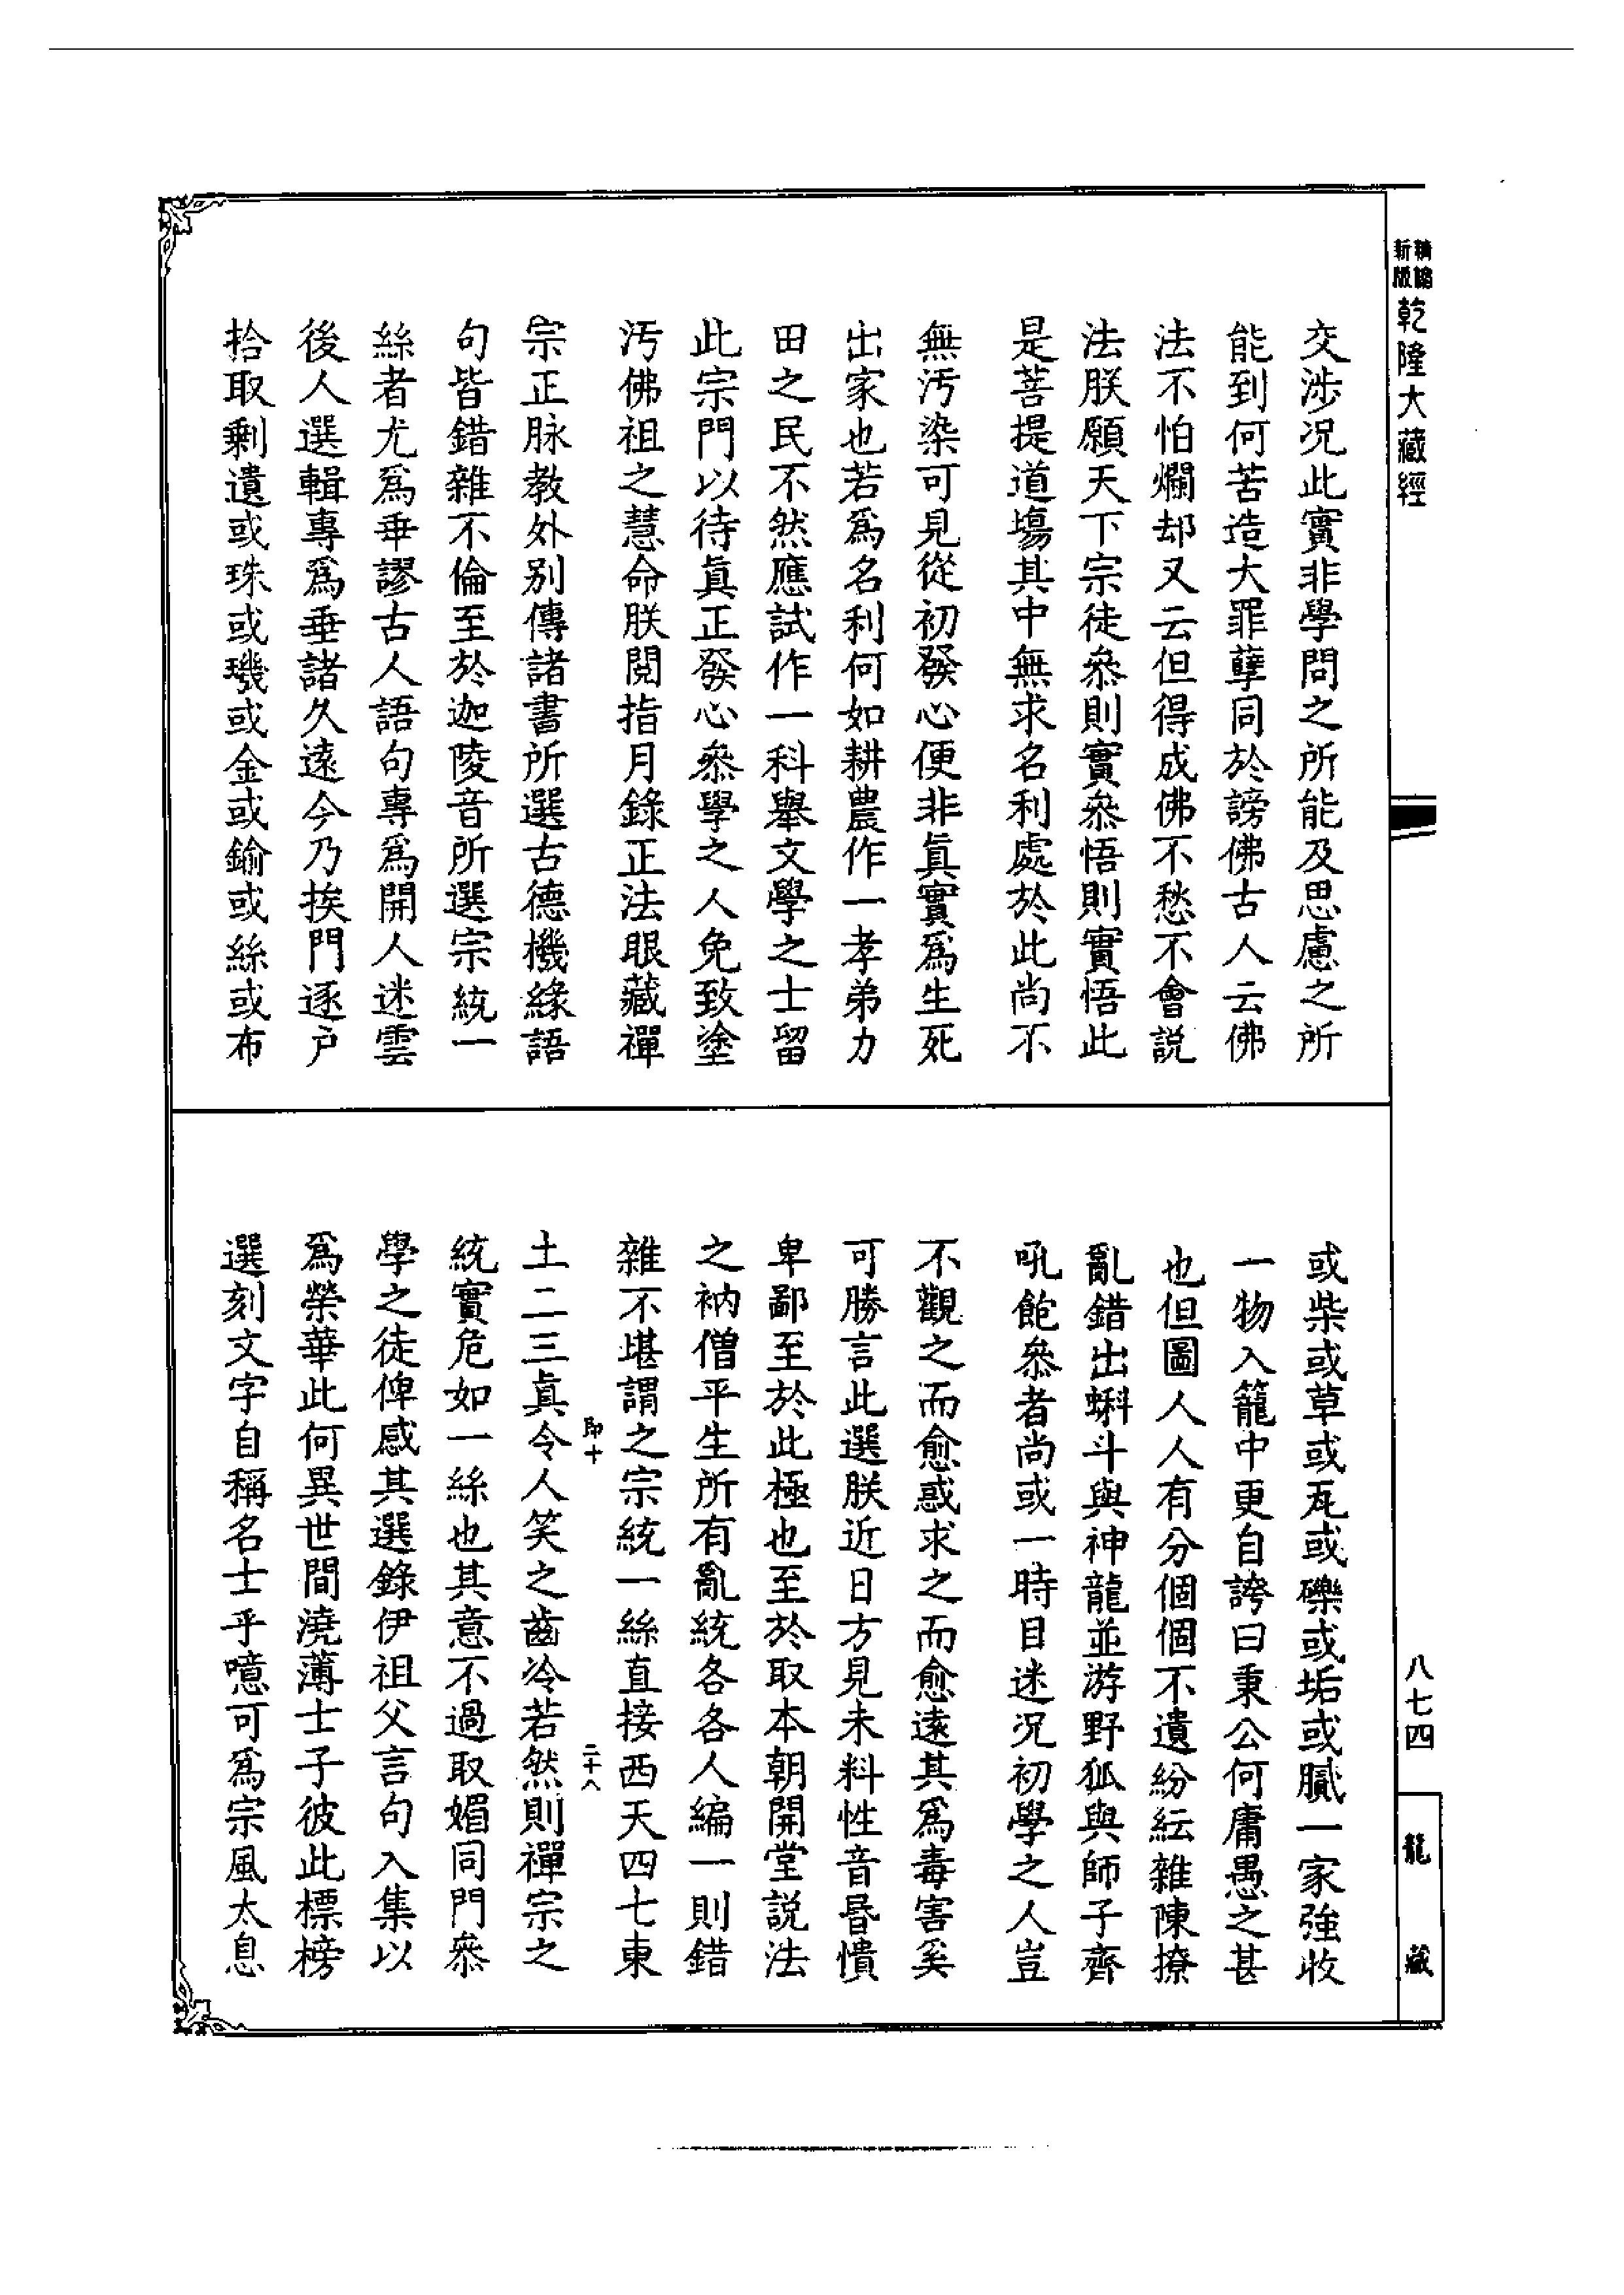 精縮
新版
乾隆大藏經
八七四
龍藏
交涉况此實非學問之所能及思慮之所
能到何苦造大罪孽同於謗佛古人云佛
法不怕爛却又云但得成佛不愁不會説
法朕願天下宗徒叅則實叅悟則實悟此
是菩提道塲其中無求名利處於此尚不
無汚染可見從初發心便非眞實爲生死
出家也若爲名利何如耕農作一孝弟力
田之民不然應試作一科舉文學之士留
此宗門以待眞正發心叅學之人免致塗
汚佛祖之慧命朕閱指月錄正法眼藏禪
宗正脉教外别傳諸書所選古德機緣語
句皆錯雜不倫至於迦陵音所選宗統一
絲者尤爲乖謬古人語句專爲開人迷雲
後人選輯專爲垂諸久遠今乃挨門逐户
拾取剩遺或珠或璣或金或鍮或絲或布
或柴或草或瓦或礫或垢或膩一家強收
一物入籠中更自誇曰秉公何庸愚之甚
也但圖人人有分個個不遺紛紜雜陳撩
亂錯出蝌斗與神龍並游野狐與師子齊
吼飽叅者尚或一時目迷况初學之人豈
不觀之而愈惑求之而愈遠其爲毒害奚
可勝言此選朕近日方見未料性音昬憒
卑鄙至於此極也至於取本朝開堂説法
之衲僧平生所有亂統各各人編一則錯
雜不堪謂之宗統一絲直接西天四七東
即十
二十八
土二三眞令人笑之齒冷若然則禪宗之
統實危如一絲也其意不過取媚同門叅
學之徒俾感其選錄伊祖父言句入集以
爲榮華此何異世間澆薄士子彼此標榜
選刻文字自稱名士乎噫可爲宗風太息